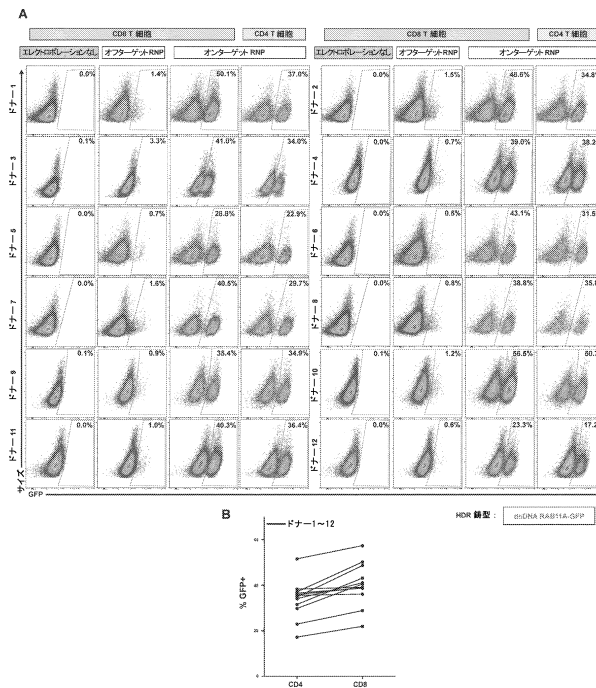 A
CD8 T 細胞
CD4 T 細胞
CD8 T 細胞
CD4 T 細胞
エレクトロポレーションなし
オフターゲット RNP
オンターゲット RNP
エレクトロポレーションなし
オフターゲット RNP
オンターゲット RNP
ドナー 1
0.0%
1.4%
50.1%
37.0%
ドナー 2
0.0%
1.5%
48.6%
34.8%
ドナー 3
0.1%
3.3%
41.0%
34.0%
ドナー 4
0.0%
0.7%
39.0%
38.2
ドナー 5
0.0%
0.7%
28.8%
22.9%
ドナー 6
0.0%
43.1%
31.5
ドナー 7
0.0%
1.6%
40.5%
29.7%
ドナー 8
0.0%
0.8%
38.8%
35.
ドナー 9
0.1%
0.9%
34.9%
ドナー 10
0.1%
1.2%
ドナー 11
0.0%
1.0%
40.3%
36.4%
ドナー 12
0.0%
0.6%
23.3%
17.2
サイズ
GFP
B
HDR 鋳型 :
dsDNA RAB11A-GFP
ドナー1~12
% GFP+
20
0
CD4
CD8